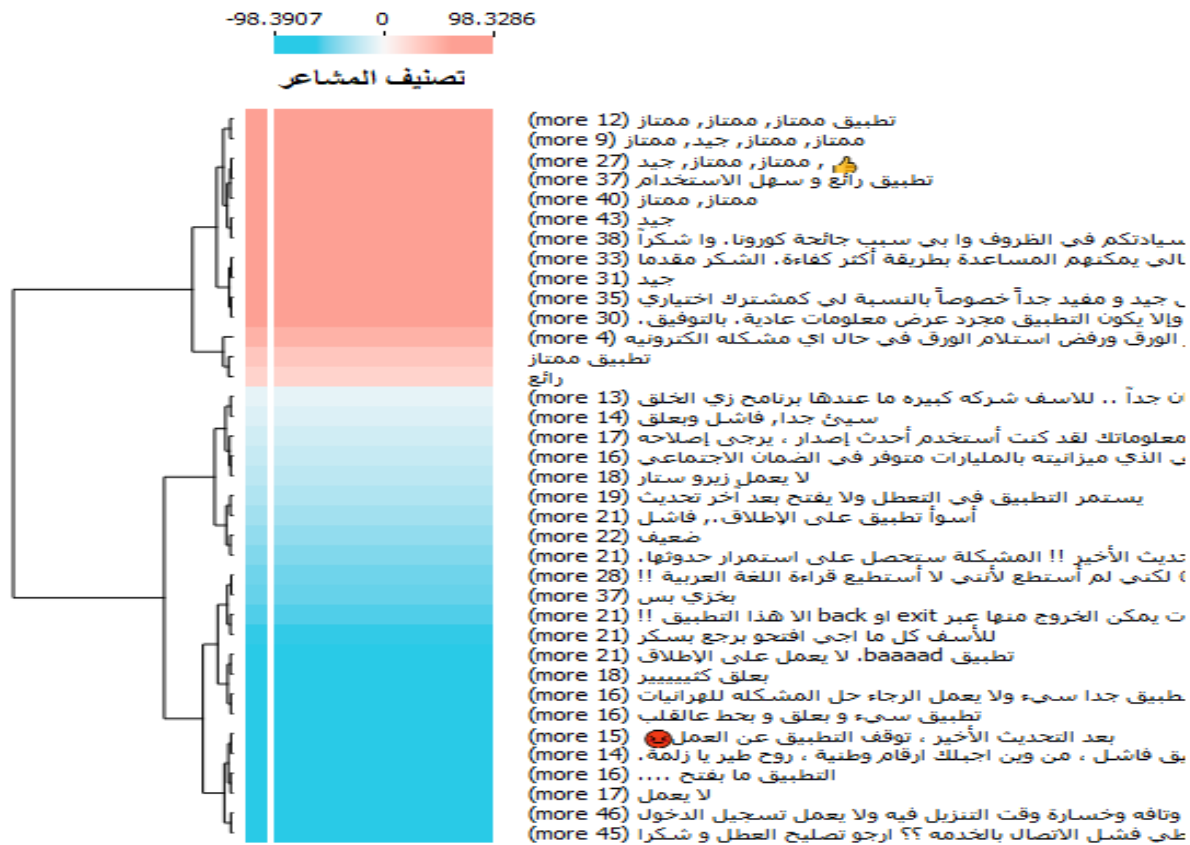 -98.3907 0 98.3286
تصنيف المشاعر
تطبيق ممتاز, ممتاز, ممتاز (12 more)
ممتاز, ممتاز, جيد, ممتاز (9 more)
👍 , ممتاز, ممتاز, جيد (27 more)
تطبيق رائع و سهل الاستخدام (37 more)
ممتاز, ممتاز (40 more)
جيد (43 more)
سيادتكم في الظروف وا بي سبب جائحة كورونا. وا شكراً (38 more)
الي يمكنهم المساعدة بطريقة أكثر كفاءة. الشكر مقدما (33 more)
جيد (31 more)
جيد و مفيد جداً خصوصاً بالنسبة لي كمشترك اختياري (35 more)
وإلا يكون التطبيق مجرد عرض معلومات عادية. بالتوفيق. (30 more)
الورق ورفض استلام الورق في حال اي مشكله الكترونيه (4 more)
تطبيق ممتاز
رائع
جداً .. للاسف شركه كبيره ما عندها برنامج زي الخلق (13 more)
سيئ جدا, فاشل وبعلق (14 more)
معلوماتك لقد كنت أستخدم أحدث إصدار ، يرجى إصلاحه (17 more)
الذي ميزانيته بالمليارات متوفر في الضمان الاجتماعي (16 more)
لا يعمل زيرو ستار (18 more)
يستمر التطبيق في التعطل ولا يفتح بعد آخر تحديث (19 more)
أسوأ تطبيق على الإطلاق., فاشل (21 more)
ضعيف (22 more)
حديث الأخير !! المشكلة ستحصل على استمرار حدوثها. (21 more)
لكني لم أستطع لأنني لا أستطيع قراءة اللغة العربية !! (28 more)
بخزي بس (37 more)
ت يمكن الخروج منها عبر exit او back الا هذا التطبيق !! (21 more)
للأسف كل ما اجي افتحو برجع بسكر (21 more)
تطبيق baaaad. لا يعمل على الإطلاق (21 more)
بعلق كثيييييير (18 more)
طبيق جدا سيء ولا يعمل الرجاء حل المشكله للهرانيات (16 more)
تطبيق سيء و بعلق و بحط عالقلب (16 more)
بعد التحديث الأخير ، توقف التطبيق عن العمل😡 (15 more)
يق فاشل ، من وين اجيبلك ارقام وطنية ، روح طير يا زلمة. (14 more)
التطبيق ما بفتح .... (16 more)
لا يعمل (17 more)
وتافه وخسارة وقت التنزيل فيه ولا يعمل تسجيل الدخول (46 more)
طي فشل الاتصال بالخدمه ؟؟ ارجو تصليح العطل و شكرا (45 more)